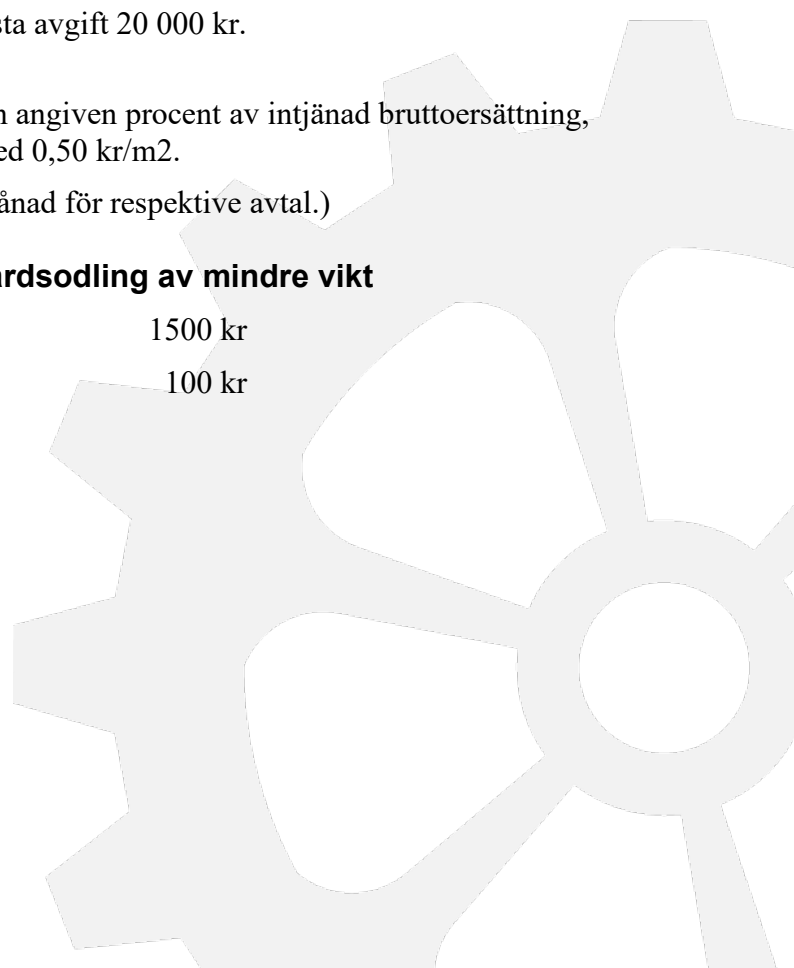 sta avgift 20 000 kr.
n angiven procent av intjänad bruttoersättning,
ed 0,50 kr/m2.
ånad för respektive avtal.)
ardsodling av mindre vikt
1500 kr
100 kr